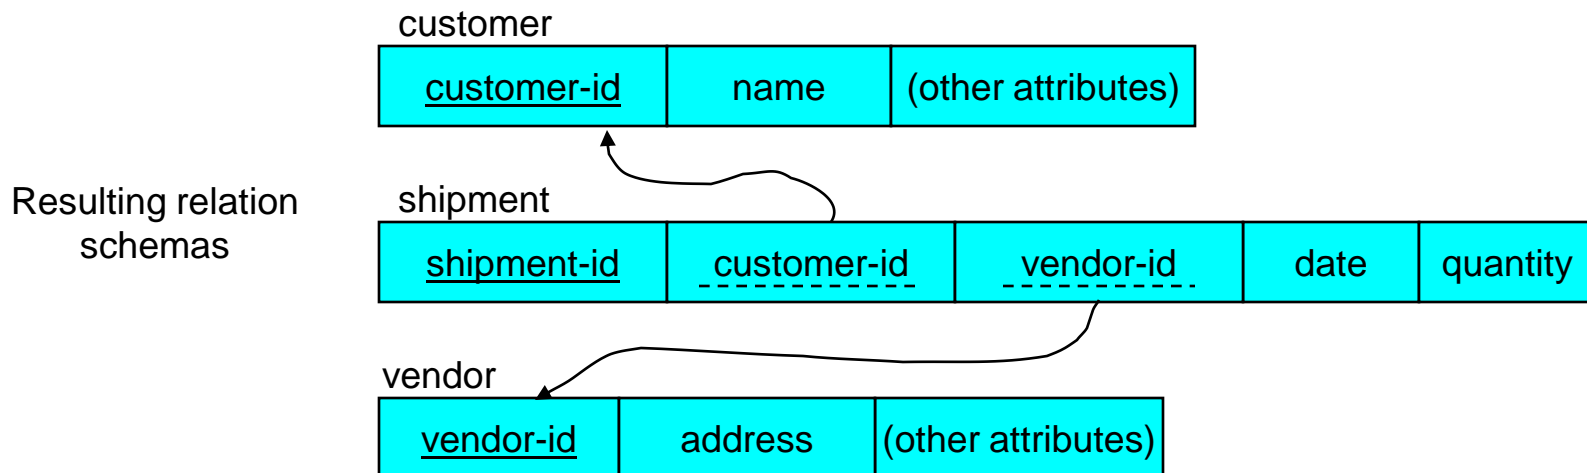 customer
customer-id name (other attributes)
Resulting relation
schemas
shipment
shipment-id customer-id vendor-id date quantity
vendor
vendor-id address (other attributes)